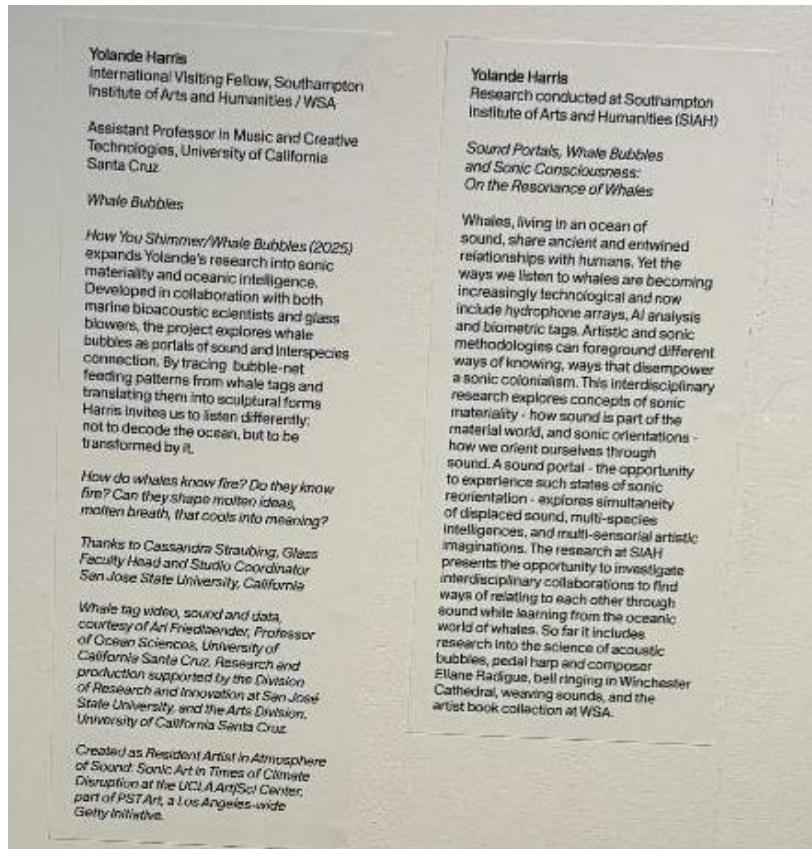 Yolande Harris
International Visiting Fellow, Southampton
Institute of Arts and Humanities / WSA
Assistant Professor in Music and Creative
Technologies, University of California
Santa Cruz
Whale Bubbles
How You Shimmer/Whale Bubbles (2025)
expands Yolande's research into sonic
materiality and oceanic intelligence.
Developed in collaboration with both
marine bioacoustic scientists and glass
blowers, the project explores whale
bubbles as portals of sound and interspecies
connection. By tracing bubble-net
feeding patterns from whale tags and
translating them into sculptural forms
Harris invites us to listen differently:
not to decode the ocean, but to be
transformed by it.
How do whales know fire? Do they know
fire? Can they shape molten ideas,
molten breath, that cools into meaning?
Thanks to Cassandra Straubing, Glass
Faculty Head and Studio Coordinator
San Jose State University, California
Whale tag video, sound and data,
courtesy of Ari Friedlaender, Professor
of Ocean Sciences, University of
California Santa Cruz. Research and
production supported by the Division
of Research and Innovation at San José
State University, and the Arts Division,
University of California Santa Cruz
Created as Resident Artist in Atmosphere
of Sound: Sonic Art in Times of Climate
Disruption at the UCLA Art|Sci Center,
part of PST Art, a Los Angeles-wide
Getty Initiative.
Yolande Harris
Research conducted at Southampton
Institute of Arts and Humanities (SIAH)
Sound Portals, Whale Bubbles
and Sonic Consciousness:
On the Resonance of Whales
Whales, living in an ocean of
sound, share ancient and entwined
relationships with humans. Yet the
ways we listen to whales are becoming
increasingly technological and now
include hydrophone arrays, AI analysis
and biometric tags. Artistic and sonic
methodologies can foreground different
ways of knowing, ways that disempower
a sonic colonialism. This interdisciplinary
research explores concepts of sonic
materiality - how sound is part of the
material world, and sonic orientations -
how we orient ourselves through
sound. A sound portal - the opportunity
to experience such states of sonic
reorientation - explores simultaneity
of displaced sound, multi-species
intelligences, and multi-sensorial artistic
imaginations. The research at SIAH
presents the opportunity to investigate
interdisciplinary collaborations to find
ways of relating to each other through
sound while learning from the oceanic
world of whales. So far it includes
research into the science of acoustic
bubbles, pedal harp and composer
Eliane Radigue, bell ringing in Winchester
Cathedral, weaving sounds, and the
artist book collection at WSA.